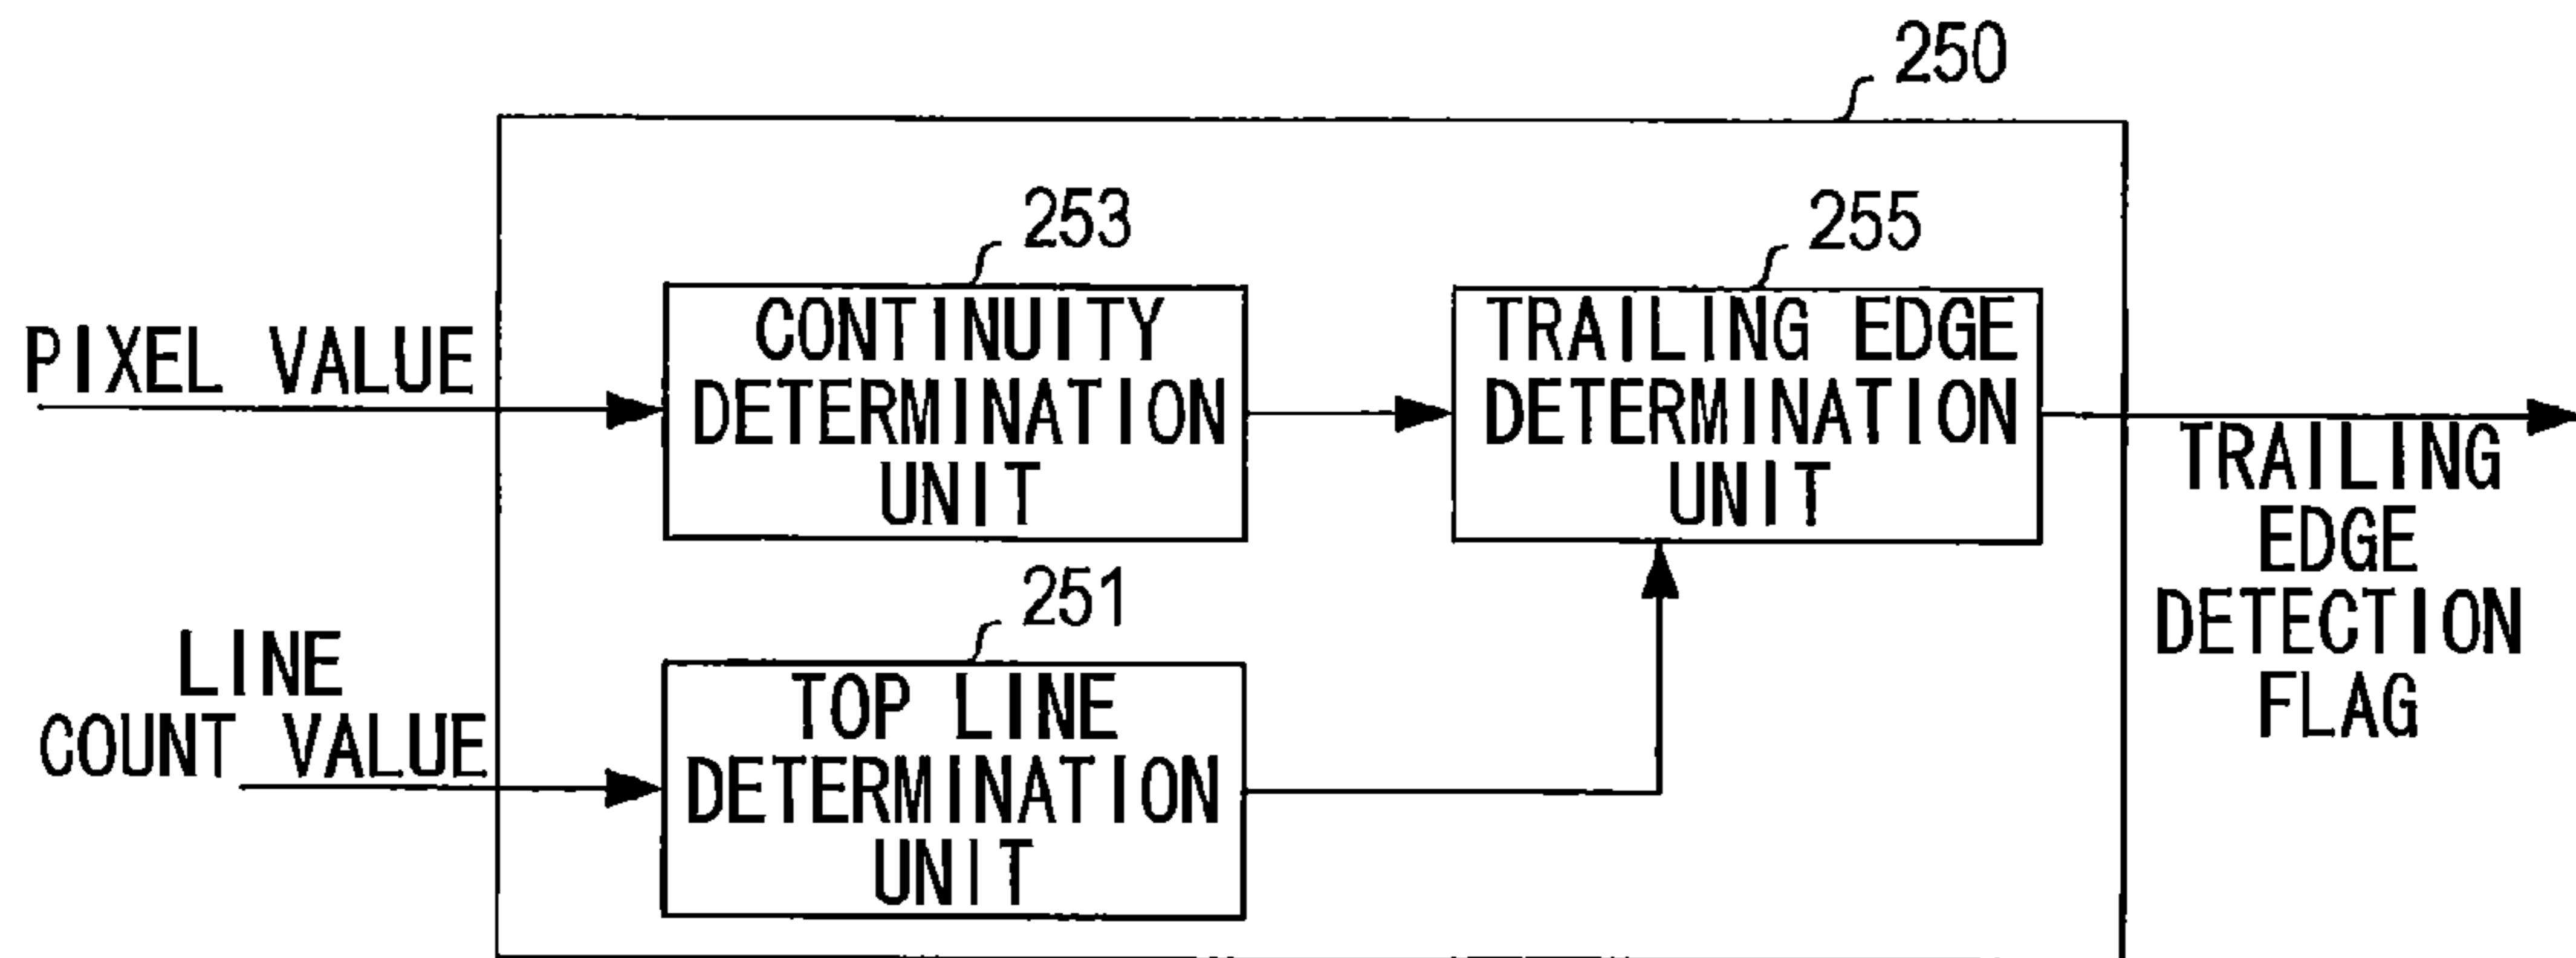 250
253
255
PIXEL VALUE
CONTINUITY
DETERMINATION
UNIT
TRAILING EDGE
DETERMINATION
UNIT
TRAILING
EDGE
DETECTION
FLAG
251
LINE
COUNT VALUE
TOP LINE
DETERMINATION
UNIT